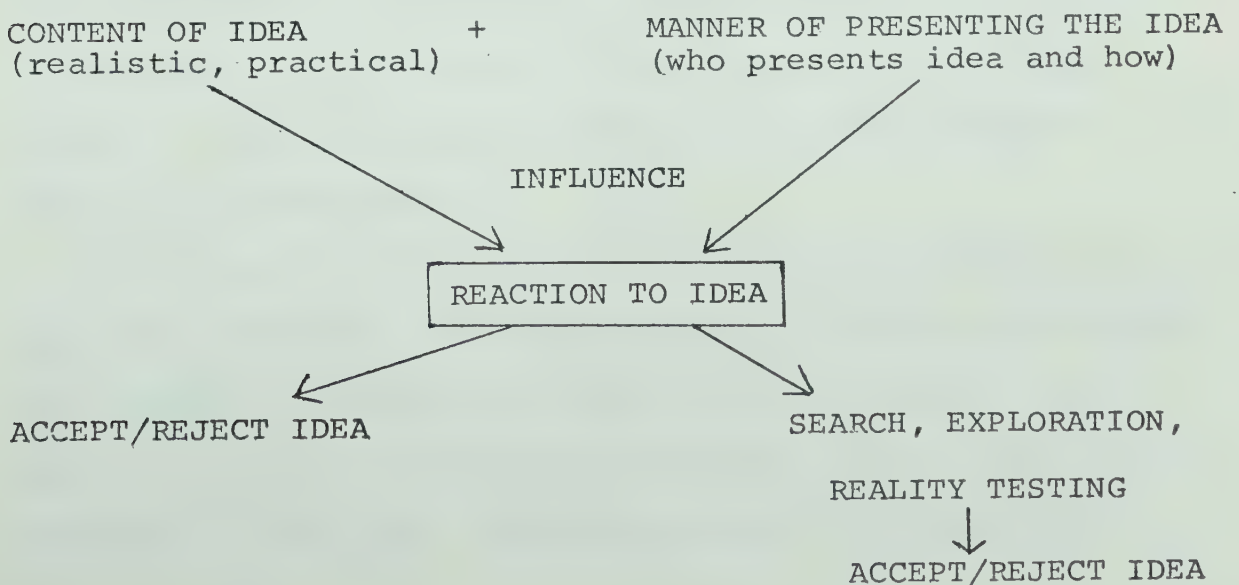 CONTENT OF IDEA + MANNER OF PRESENTING THE IDEA
(realistic, practical) (who presents idea and how)
INFLUENCE
REACTION TO IDEA
ACCEPT/REJECT IDEA
SEARCH, EXPLORATION,
REALITY TESTING
ACCEPT/REJECT IDEA